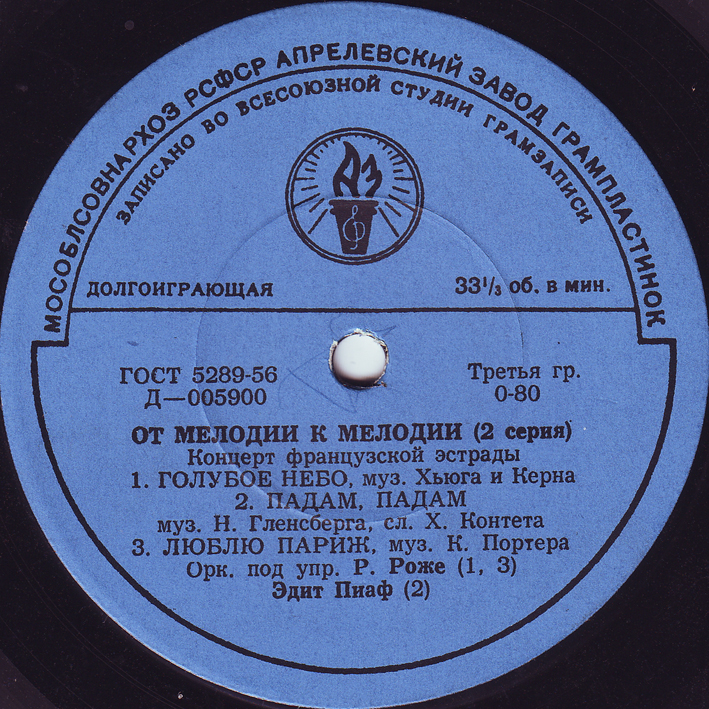 МОСОБЛСОВНАРХОЗ РСФСР АПРЕЛЕВСКИЙ ЗАВОД ГРАМПЛАСТИНОК
ЗАПИСАНО ВО ВСЕСОЮЗНОЙ СТУДИИ ГРАМЗАПИСИ
АЗ
ДОЛГОИГРАЮЩАЯ 33 1/3 об. в мин.
ГОСТ 5289-56 Третья гр.
Д—005900 0-80
ОТ МЕЛОДИИ К МЕЛОДИИ (2 серия)
Концерт французской эстрады
1. ГОЛУБОЕ НЕБО, муз. Хьюга и Керна
2. ПАДАМ, ПАДАМ
муз. Н. Гленсберга, сл. Х. Контета
3. ЛЮБЛЮ ПАРИЖ, муз. К. Портера
Орк. под упр. Р. Роже (1, 3)
Эдит Пиаф (2)